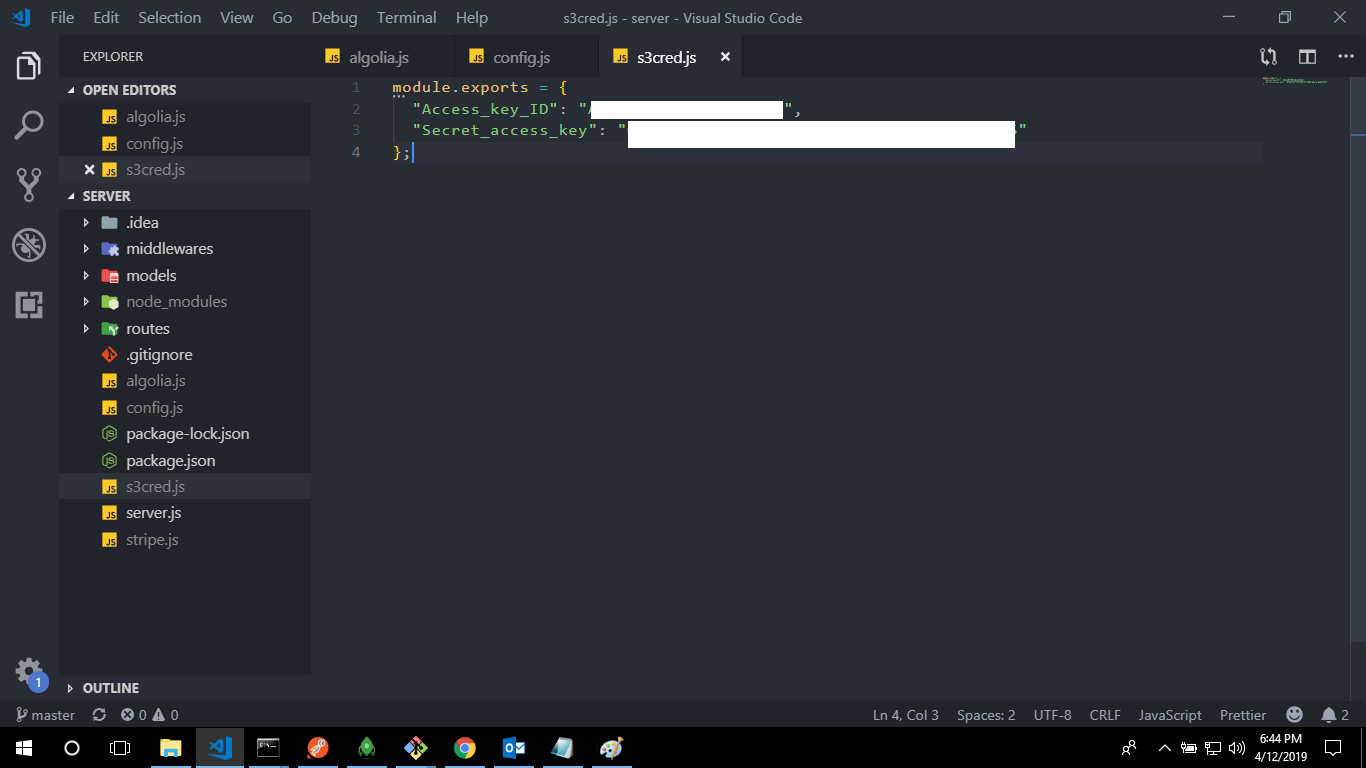 File Edit Selection View Go Debug Terminal Help s3cred.js - server - Visual Studio Code
EXPLORER
algolia.js config.js s3cred.js
OPEN EDITORS
algolia.js
config.js
s3cred.js
SERVER
.idea
middlewares
models
node_modules
routes
.gitignore
algolia.js
config.js
package-lock.json
package.json
s3cred.js
server.js
stripe.js
OUTLINE
1 module.exports = {
2 "Access_key_ID": " ",
3 "Secret_access_key": " "
4 };
1
master 0 0 Ln 4, Col 3 Spaces: 2 UTF-8 CRLF JavaScript Prettier 2
6:44 PM
4/12/2019